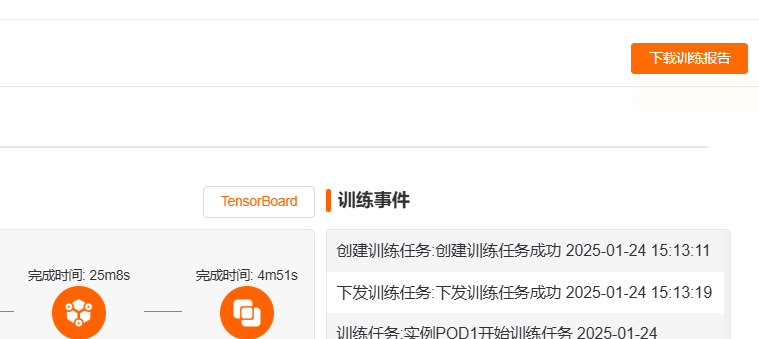 下载训练报告
TensorBoard
训练事件
完成时间: 25m8s
完成时间: 4m51s
创建训练任务:创建训练任务成功 2025-01-24 15:13:11
下发训练任务:下发训练任务成功 2025-01-24 15:13:19
训练任务:实例POD1开始训练任务 2025-01-24